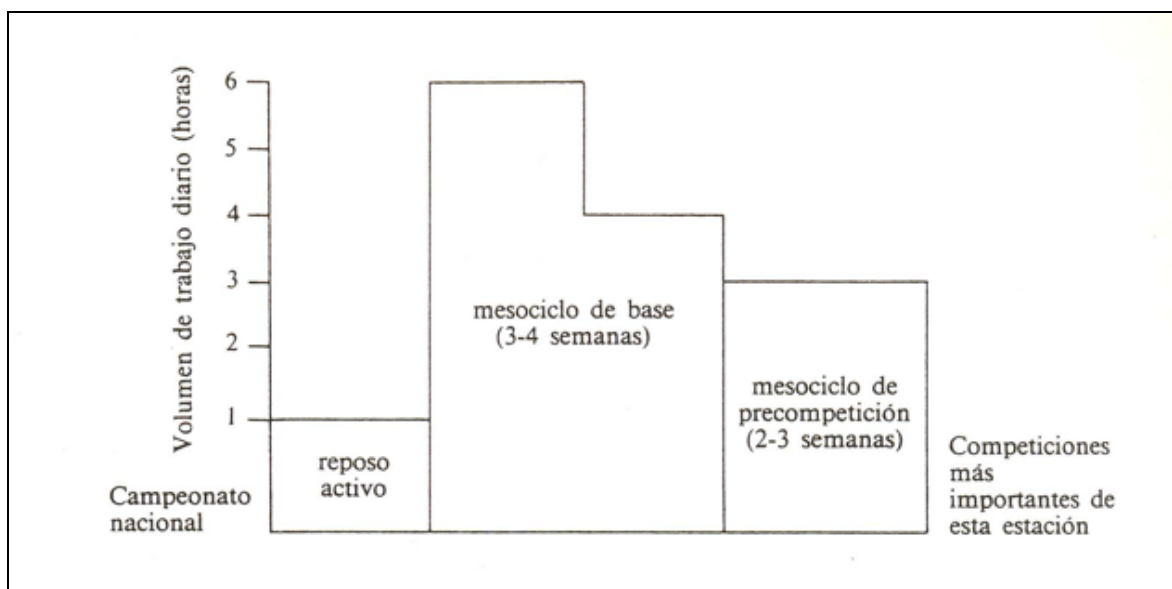 Volumen de trabajo diario (horas)
6
5
4
3
2
1
Campeonato
nacional
reposo
activo
mesociclo de base
(3-4 semanas)
mesociclo de
precompetición
(2-3 semanas)
Competiciones
más
importantes de
esta estación